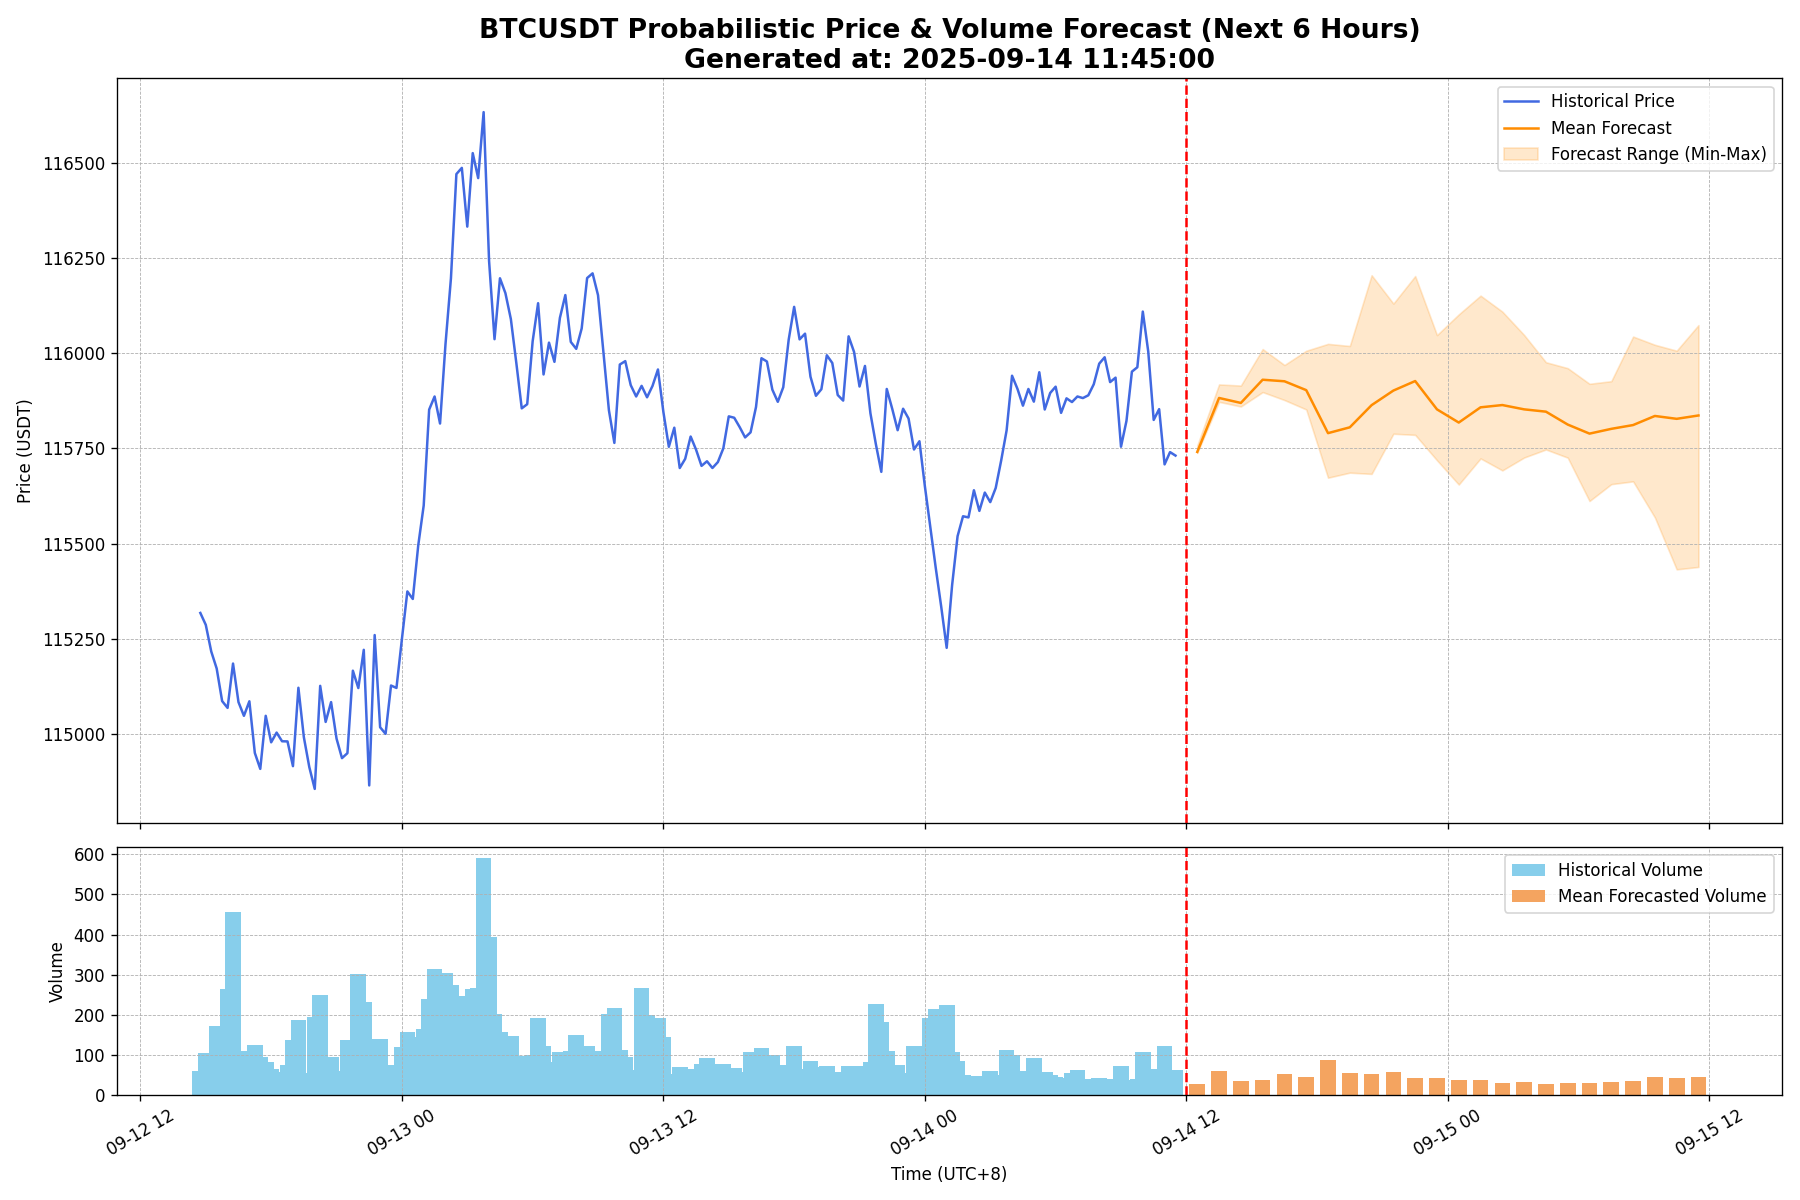 BTCUSDT Probabilistic Price & Volume Forecast (Next 6 Hours)
Generated at: 2025-09-14 11:45:00
Historical Price
Mean Forecast
Forecast Range (Min-Max)
116500
116250
116000
115750
115500
115250
115000
Price (USDT)
Historical Volume
Mean Forecasted Volume
600
500
400
300
200
100
0
Volume
09-12 12
09-13 00
09-13 12
09-14 00
09-14 12
09-15 00
09-15 12
Time (UTC+8)